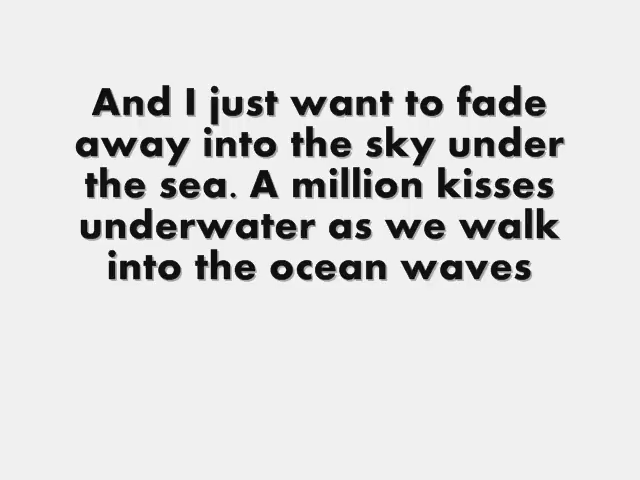 And I just want to fade
away into the sky under
the sea. A million kisses
underwater as we walk
into the ocean waves